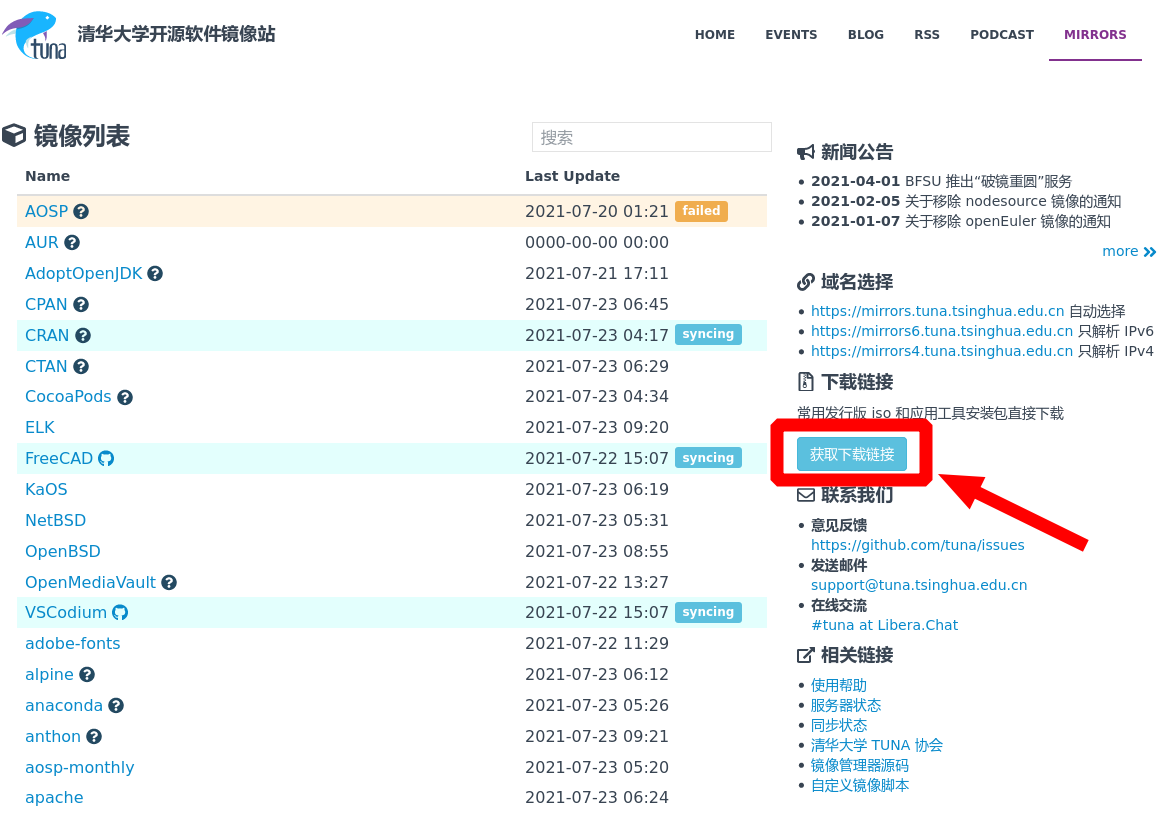 tuna
清华大学开源软件镜像站
HOME EVENTS BLOG RSS PODCAST MIRRORS
镜像列表
搜索
Name Last Update
AOSP 2021-07-20 01:21 failed
AUR 0000-00-00 00:00
AdoptOpenJDK 2021-07-21 17:11
CPAN 2021-07-23 06:45
CRAN 2021-07-23 04:17 syncing
CTAN 2021-07-23 06:29
CocoaPods 2021-07-23 04:34
ELK 2021-07-23 09:20
FreeCAD 2021-07-22 15:07 syncing
KaOS 2021-07-23 06:19
NetBSD 2021-07-23 05:31
OpenBSD 2021-07-23 08:55
OpenMediaVault 2021-07-22 13:27
VSCodium 2021-07-22 15:07 syncing
adobe-fonts 2021-07-22 11:29
alpine 2021-07-23 06:12
anaconda 2021-07-23 05:26
anthon 2021-07-23 09:21
aosp-monthly 2021-07-23 05:20
apache 2021-07-23 06:24
新闻公告
2021-04-01 BFSU 推出“破镜重圆”服务
2021-02-05 关于移除 nodesource 镜像的通知
2021-01-07 关于移除 openEuler 镜像的通知
more
域名选择
https://mirrors.tuna.tsinghua.edu.cn 自动选择
https://mirrors6.tuna.tsinghua.edu.cn 只解析 IPv6
https://mirrors4.tuna.tsinghua.edu.cn 只解析 IPv4
下载链接
常用发行版 iso 和应用工具安装包直接下载
获取下载链接
联系我们
意见反馈
https://github.com/tuna/issues
发送邮件
support@tuna.tsinghua.edu.cn
在线交流
#tuna at Libera.Chat
相关链接
使用帮助
服务器状态
同步状态
清华大学 TUNA 协会
镜像管理器源码
自定义镜像脚本